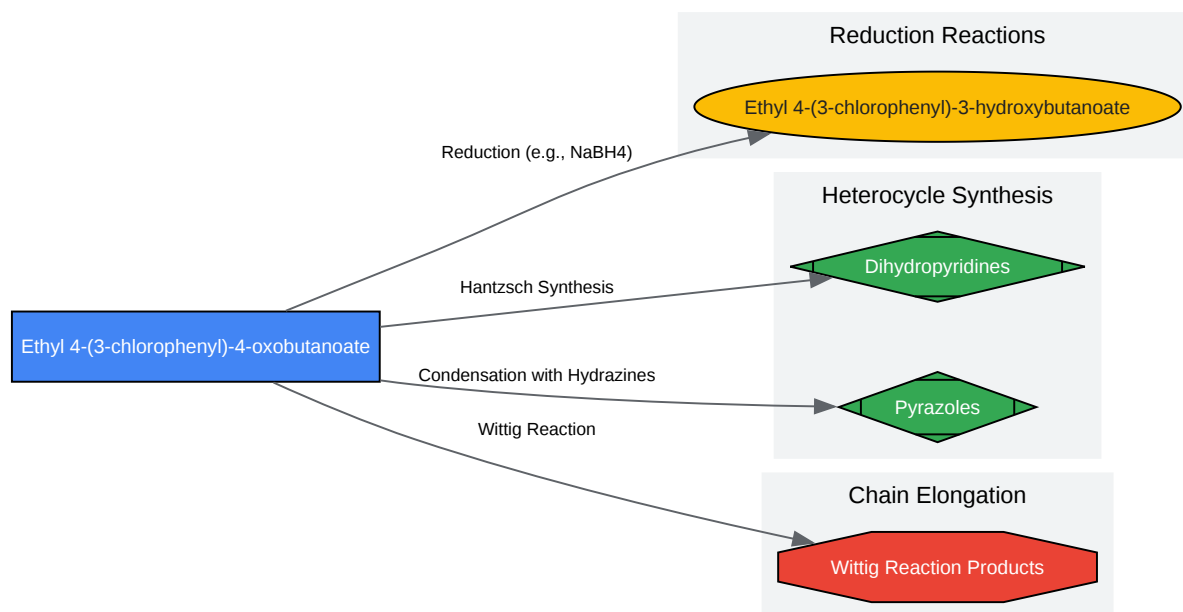 Reduction Reactions
Ethyl 4-(3-chlorophenyl)-3-hydroxybutanoate
Reduction (e.g., NaBH4)
Heterocycle Synthesis
Dihydropyridines
Hantzsch Synthesis
Ethyl 4-(3-chlorophenyl)-4-oxobutanoate
Condensation with Hydrazines
Pyrazoles
Wittig Reaction
Chain Elongation
Wittig Reaction Products